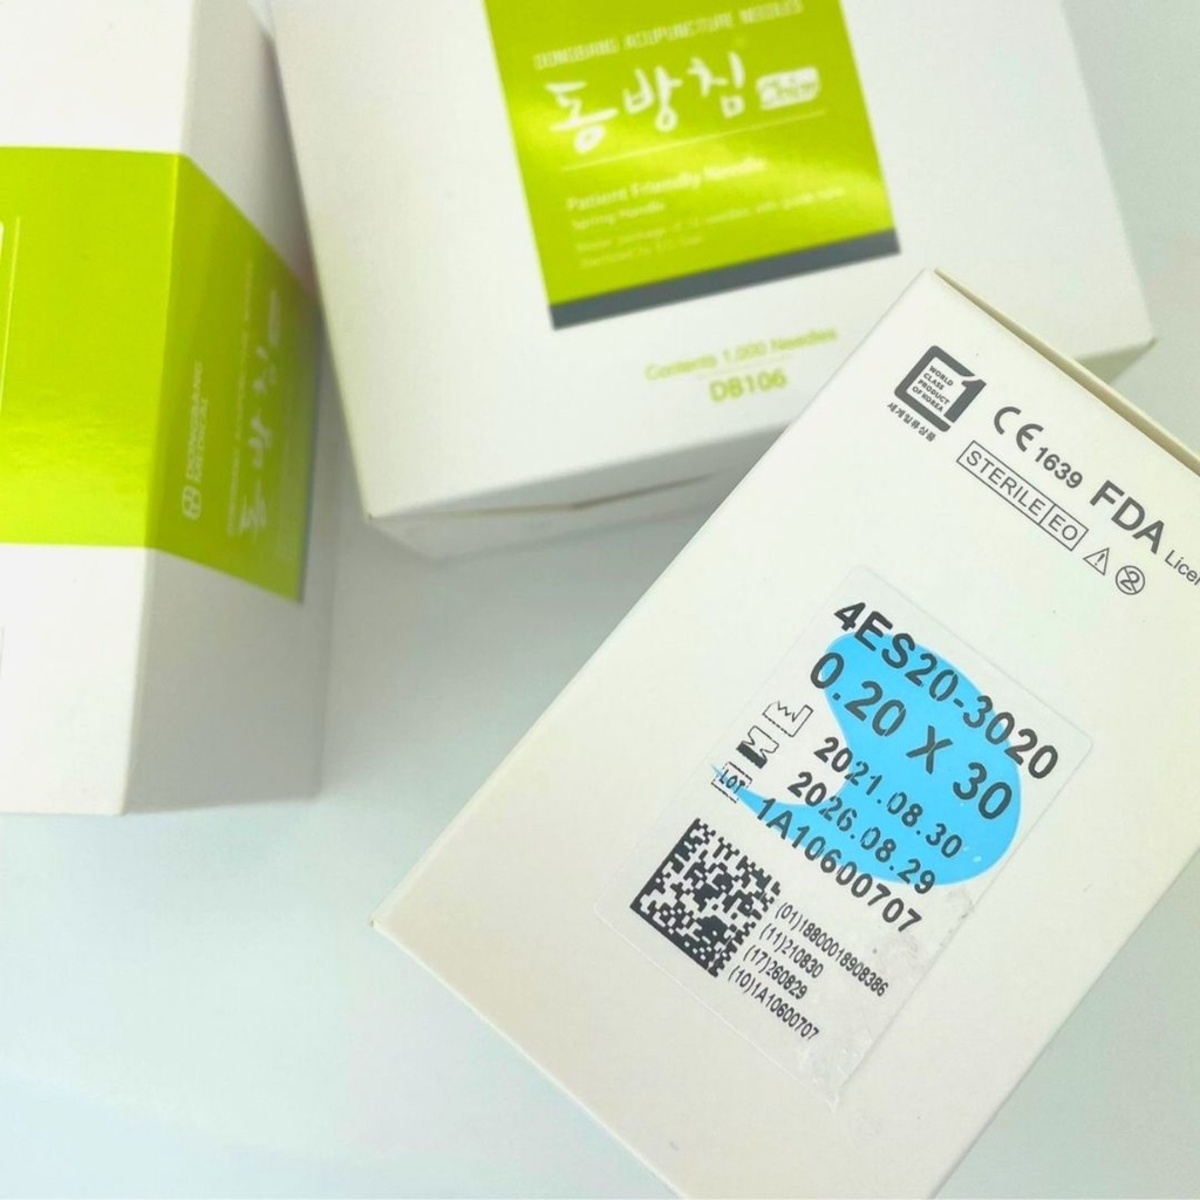 DONGBANG ACUPUNCTURE NEEDLES
동방침
Patient Friendly Needle
Spring Handle
Contents 1,000 Needles
DB106
DONGBANG
동방침
WORLD
CLASS
PRODUCT
OF KOREA
1
세계일류상품
CE 1639 FDA
STERILE EO
4ES20-3020
0.20 X 30
2021.08.30
2026.08.29
LOT 1A10600707
(01)18800018908386
(11)210830
(17)260829
(10)1A10600707